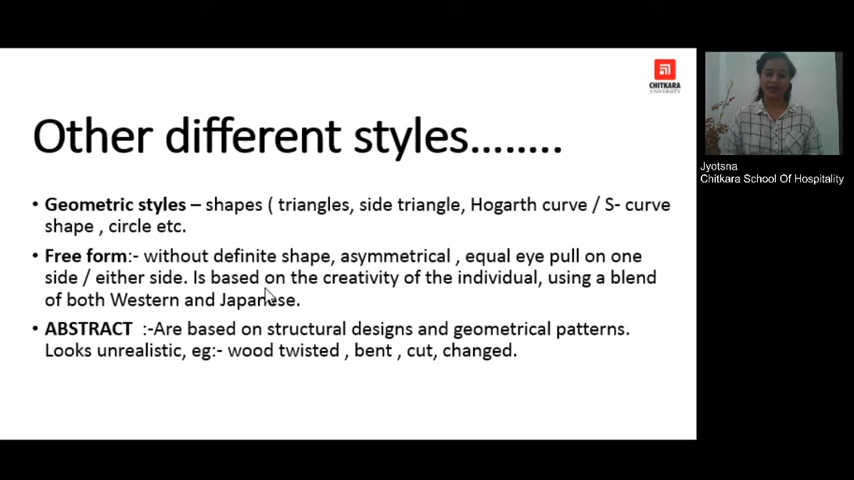 CHITKARA
UNIVERSITY
Other different styles........
• Geometric styles – shapes ( triangles, side triangle, Hogarth curve / S- curve
shape , circle etc.
• Free form:- without definite shape, asymmetrical , equal eye pull on one
side / either side. Is based on the creativity of the individual, using a blend
of both Western and Japanese.
• ABSTRACT :-Are based on structural designs and geometrical patterns.
Looks unrealistic, eg:- wood twisted , bent , cut, changed.
Jyotsna
Chitkara School Of Hospitality